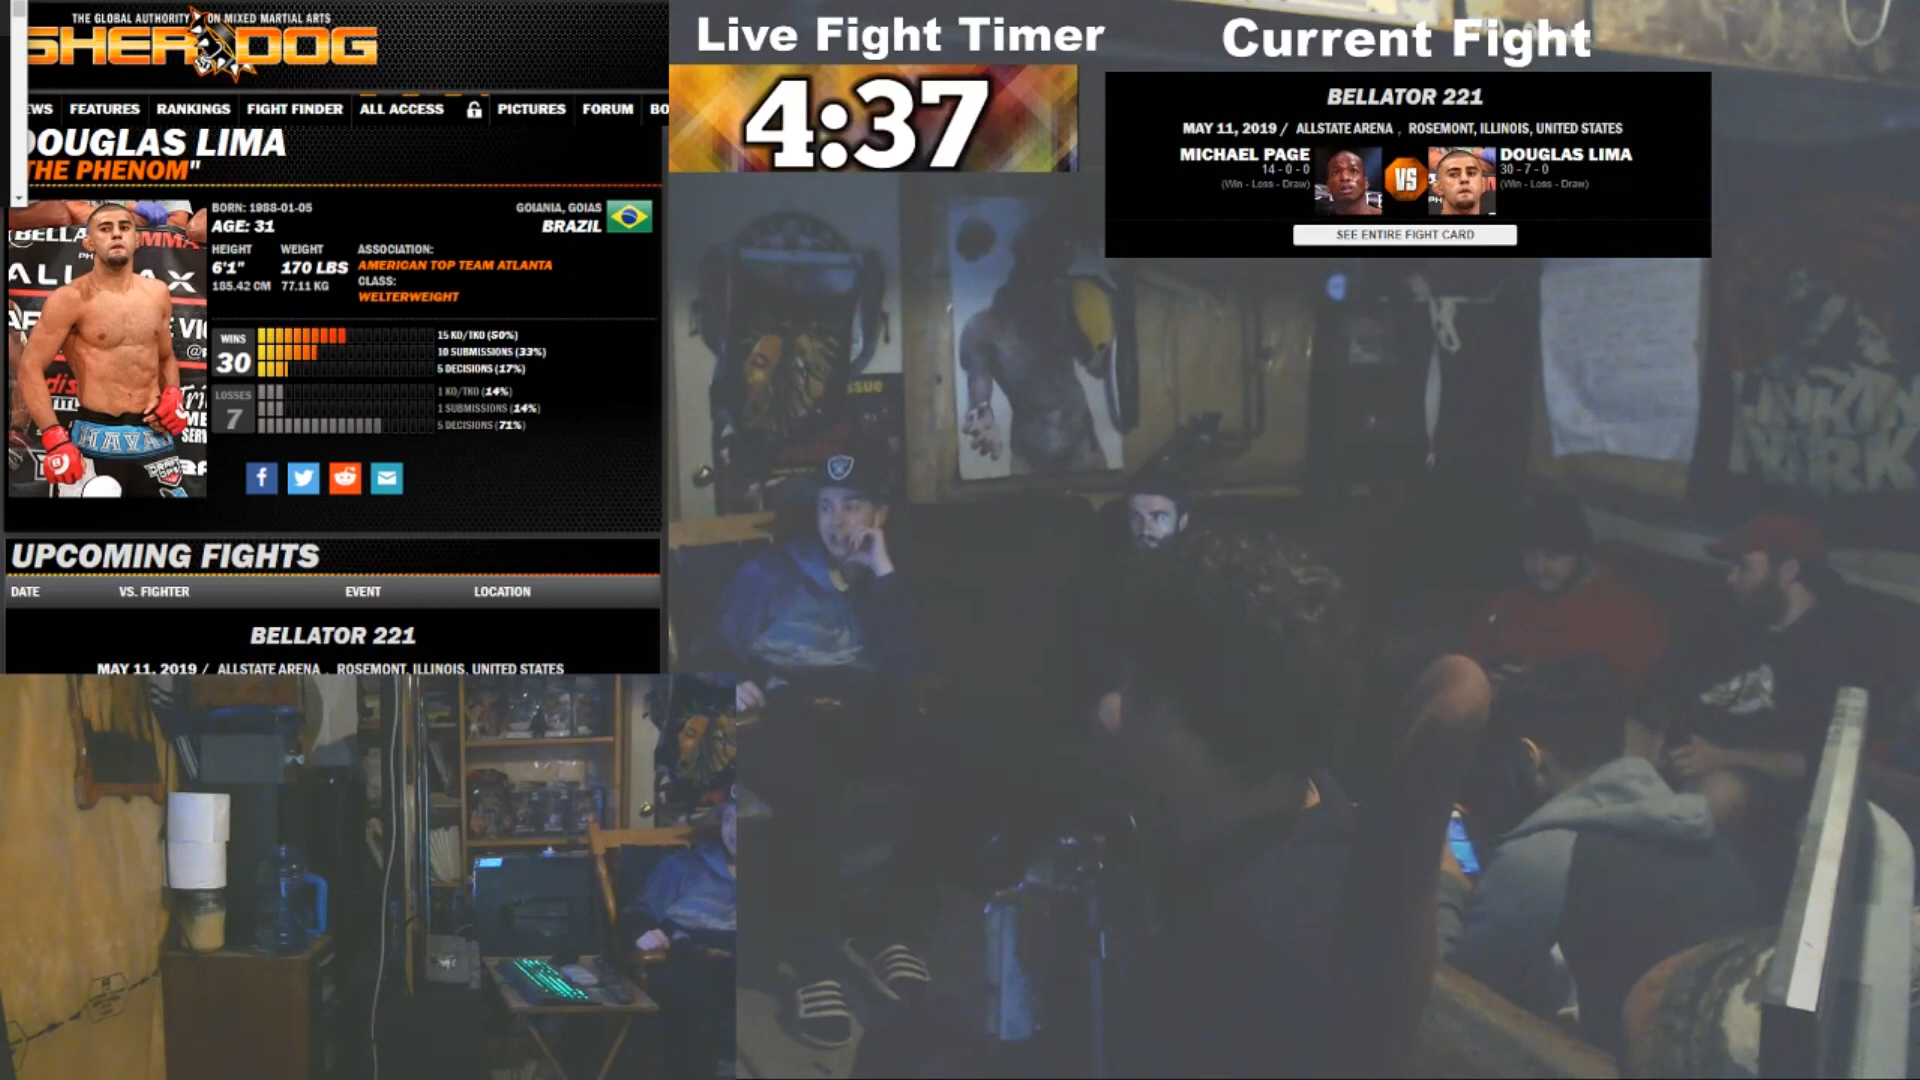 THE GLOBAL AUTHORITY ON MIXED MARTIAL ARTS
SHERDOG
EWS FEATURES RANKINGS FIGHT FINDER ALL ACCESS PICTURES FORUM BO
DOUGLAS LIMA
THE PHENOM"
BORN: 1988-01-05
AGE: 31
GOIANIA, GOIAS
BRAZIL
HEIGHT
6'1"
185.42 CM
WEIGHT
170 LBS
77.11 KG
ASSOCIATION:
AMERICAN TOP TEAM ATLANTA
CLASS:
WELTERWEIGHT
WINS
30
15 KO/TKO (50%)
10 SUBMISSIONS (33%)
5 DECISIONS (17%)
LOSSES
7
1 KO/TKO (14%)
1 SUBMISSIONS (14%)
5 DECISIONS (71%)
UPCOMING FIGHTS
DATE VS. FIGHTER EVENT LOCATION
BELLATOR 221
MAY 11, 2019 / ALLSTATE ARENA , ROSEMONT, ILLINOIS, UNITED STATES
Live Fight Timer
4:37
Current Fight
BELLATOR 221
MAY 11, 2019 / ALLSTATE ARENA , ROSEMONT, ILLINOIS, UNITED STATES
MICHAEL PAGE
14 - 0 - 0
(Win - Loss - Draw)
VS
DOUGLAS LIMA
30 - 7 - 0
(Win - Loss - Draw)
SEE ENTIRE FIGHT CARD